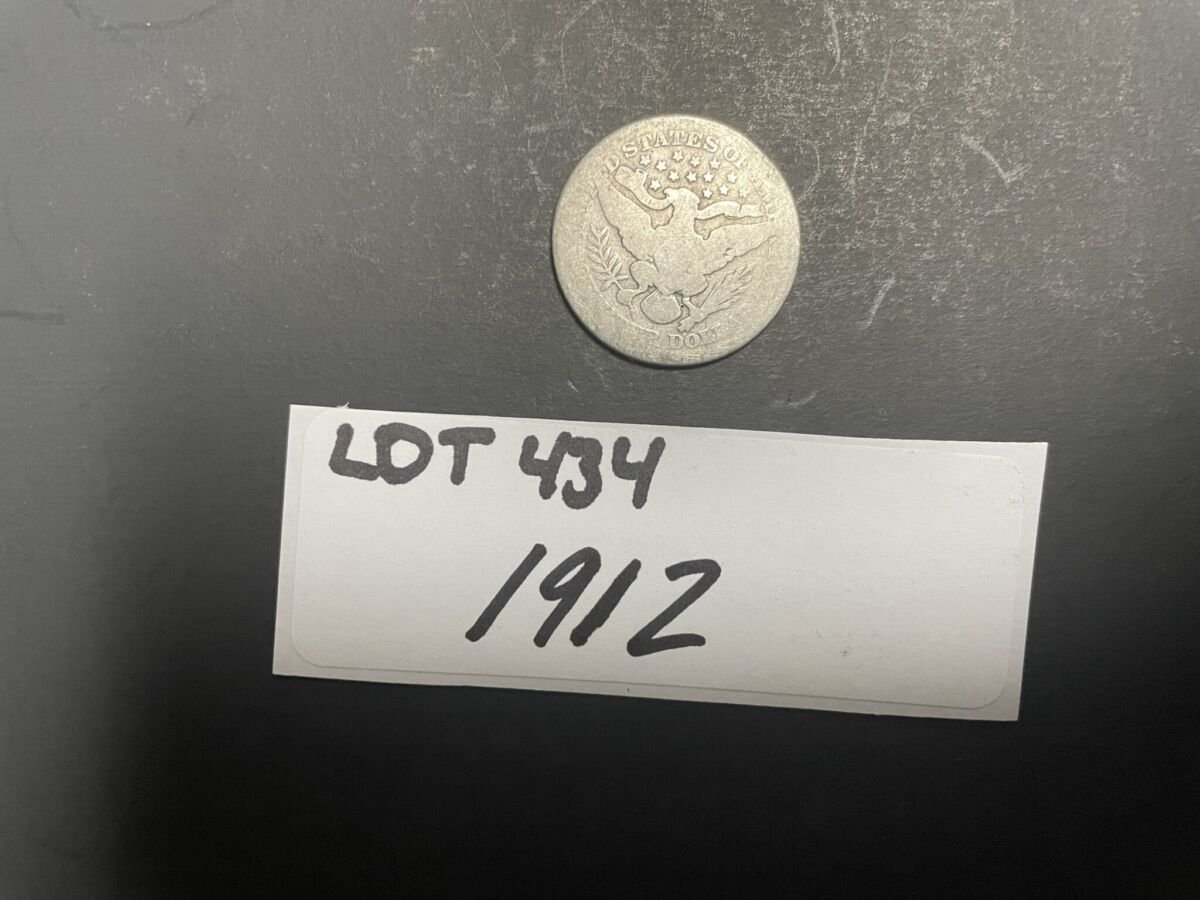 D STATES OF
DOL
LOT 434
1912